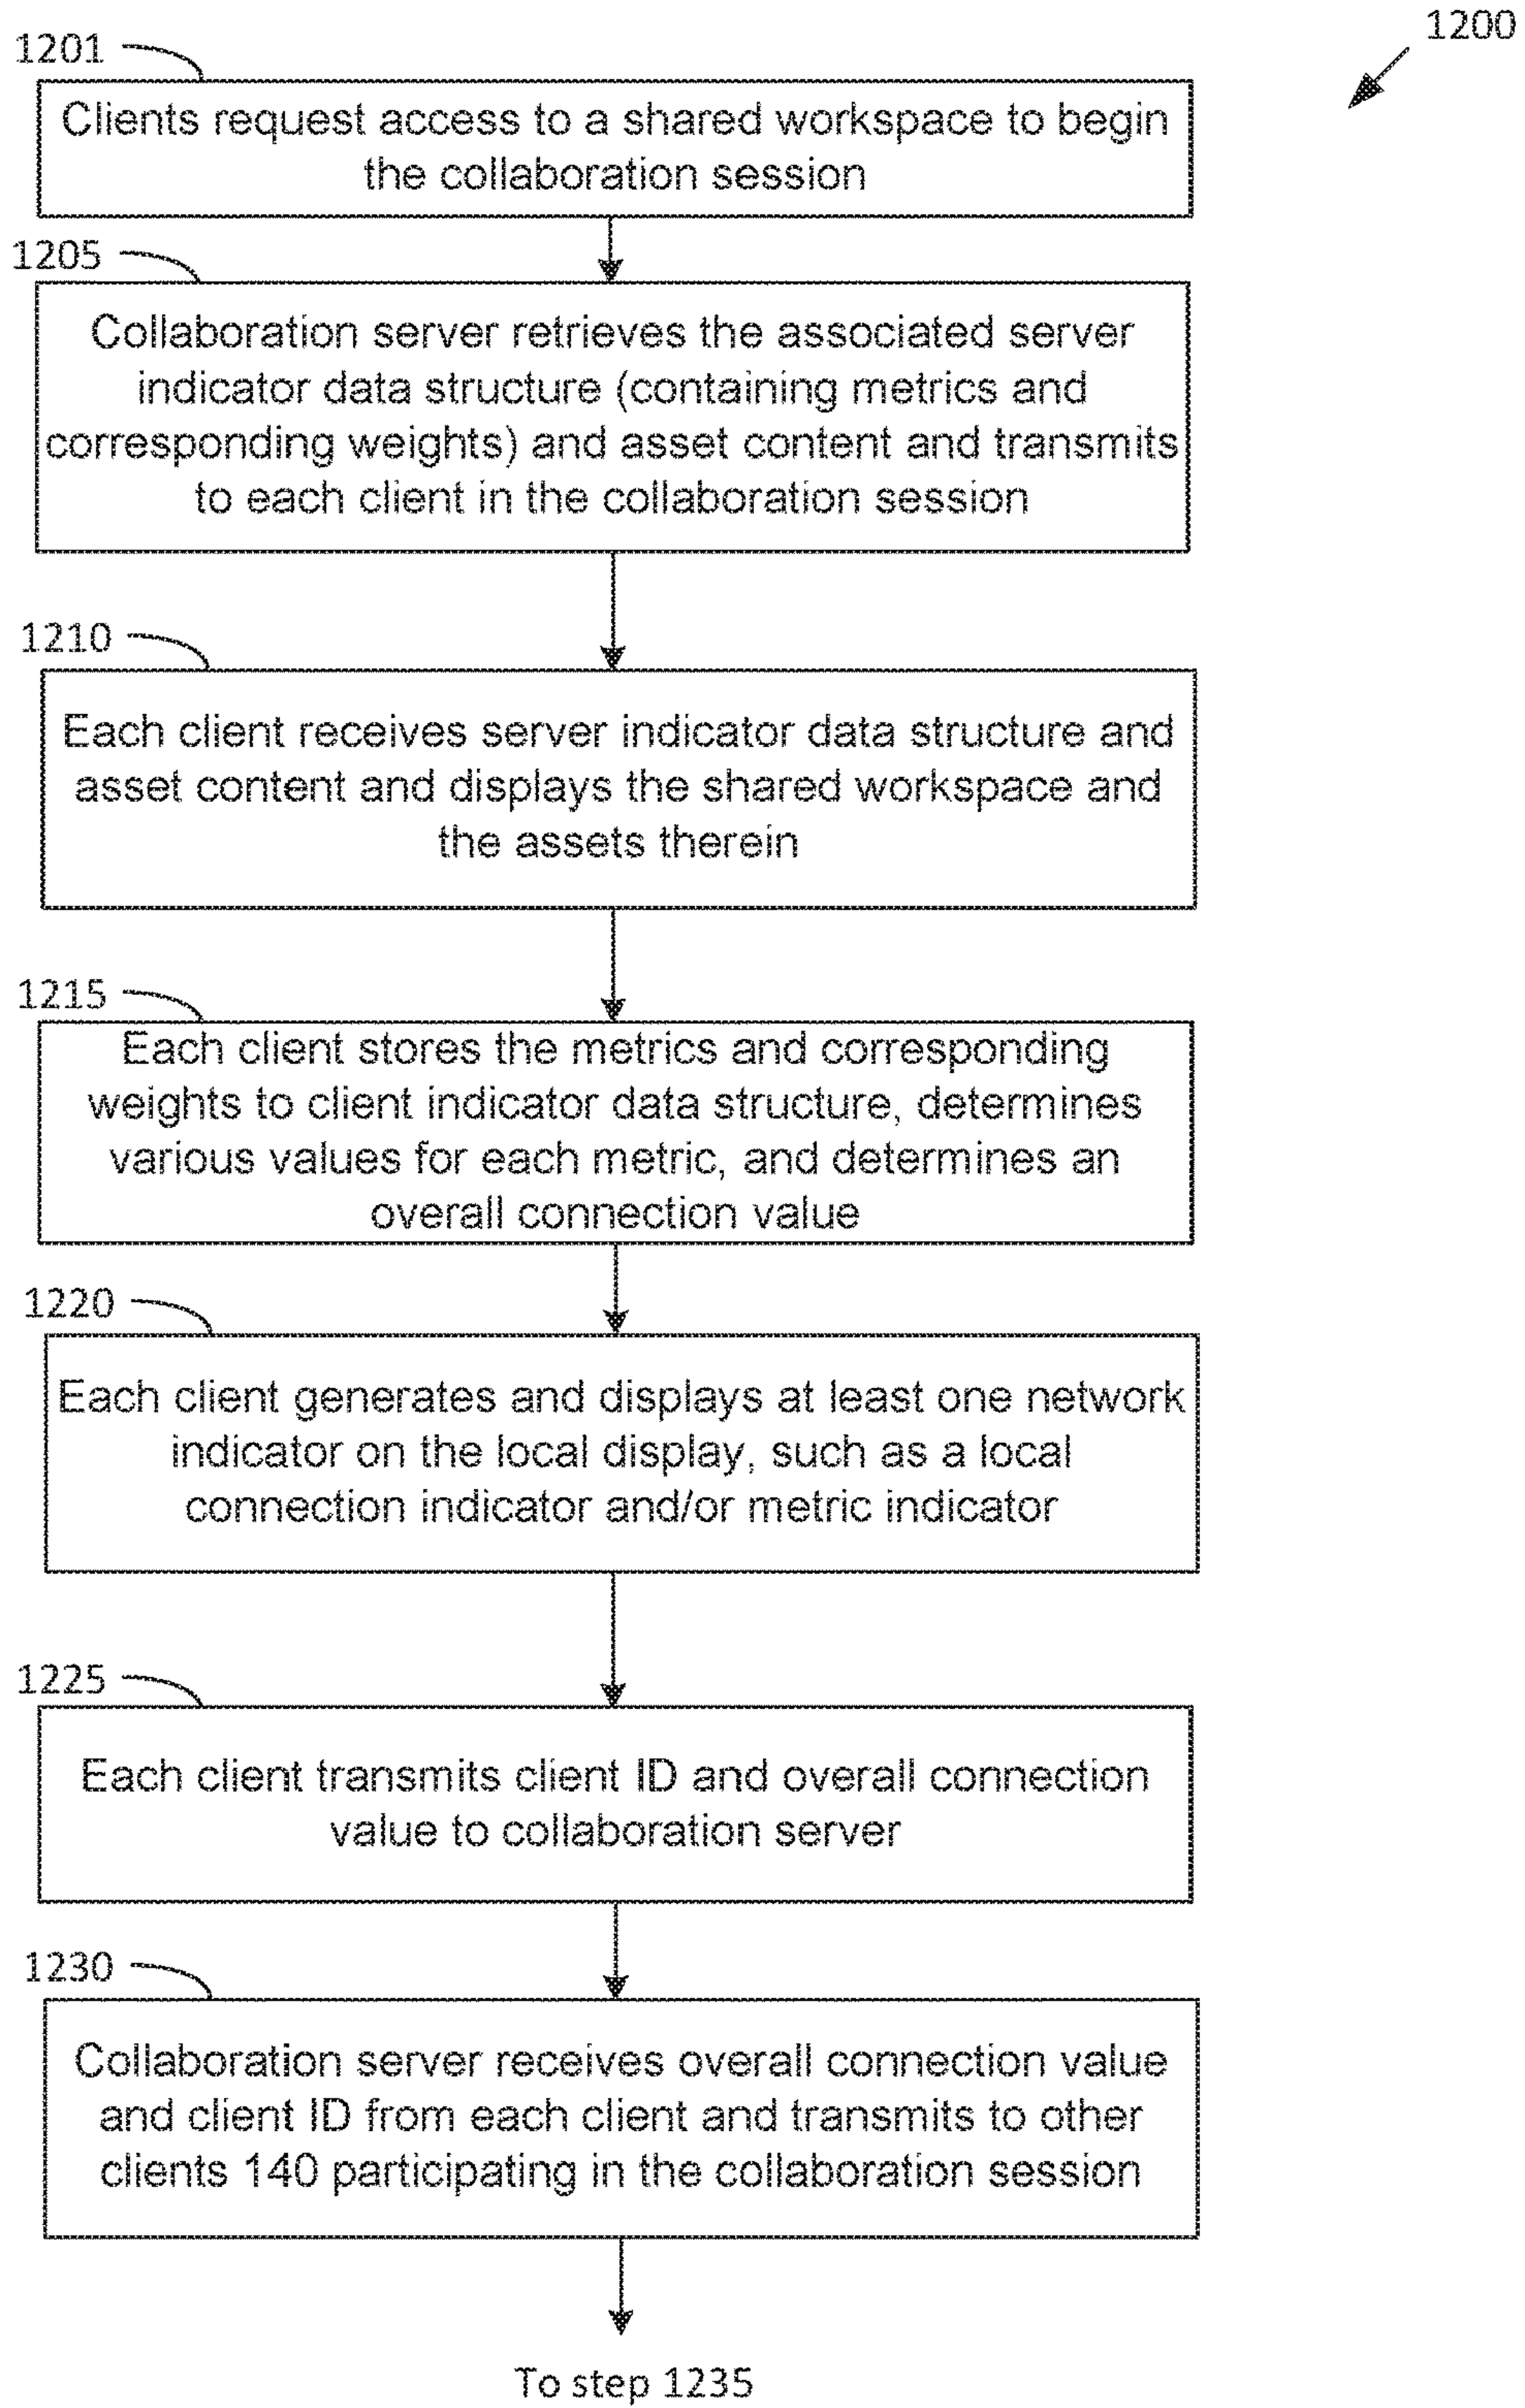 1200
1201
Clients request access to a shared workspace to begin
the collaboration session
1205
Collaboration server retrieves the associated server
indicator data structure (containing metrics and
corresponding weights) and asset content and transmits
to each client in the collaboration session
1210
Each client receives server indicator data structure and
asset content and displays the shared workspace and
the assets therein
1215
Each client stores the metrics and corresponding
weights to client indicator data structure, determines
various values for each metric, and determines an
overall connection value
1220
Each client generates and displays at least one network
indicator on the local display, such as a local
connection indicator and/or metric indicator
1225
Each client transmits client ID and overall connection
value to collaboration server
1230
Collaboration server receives overall connection value
and client ID from each client and transmits to other
clients 140 participating in the collaboration session
To step 1235